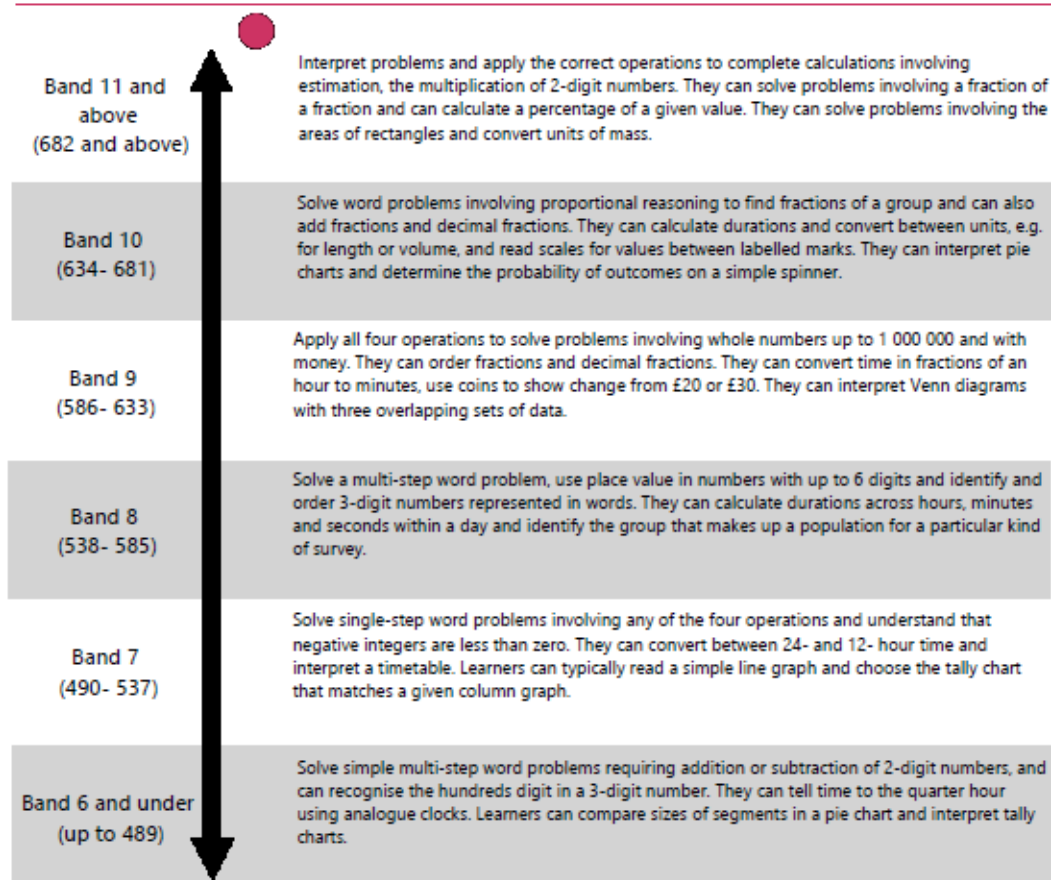 Band 11 and
above
(682 and above)
Interpret problems and apply the correct operations to complete calculations involving
estimation, the multiplication of 2-digit numbers. They can solve problems involving a fraction of
a fraction and can calculate a percentage of a given value. They can solve problems involving the
areas of rectangles and convert units of mass.
Band 10
(634- 681)
Solve word problems involving proportional reasoning to find fractions of a group and can also
add fractions and decimal fractions. They can calculate durations and convert between units, e.g.
for length or volume, and read scales for values between labelled marks. They can interpret pie
charts and determine the probability of outcomes on a simple spinner.
Band 9
(586- 633)
Apply all four operations to solve problems involving whole numbers up to 1 000 000 and with
money. They can order fractions and decimal fractions. They can convert time in fractions of an
hour to minutes, use coins to show change from £20 or £30. They can interpret Venn diagrams
with three overlapping sets of data.
Band 8
(538- 585)
Solve a multi-step word problem, use place value in numbers with up to 6 digits and identify and
order 3-digit numbers represented in words. They can calculate durations across hours, minutes
and seconds within a day and identify the group that makes up a population for a particular kind
of survey.
Band 7
(490- 537)
Solve single-step word problems involving any of the four operations and understand that
negative integers are less than zero. They can convert between 24- and 12- hour time and
interpret a timetable. Learners can typically read a simple line graph and choose the tally chart
that matches a given column graph.
Band 6 and under
(up to 489)
Solve simple multi-step word problems requiring addition or subtraction of 2-digit numbers, and
can recognise the hundreds digit in a 3-digit number. They can tell time to the quarter hour
using analogue clocks. Learners can compare sizes of segments in a pie chart and interpret tally
charts.